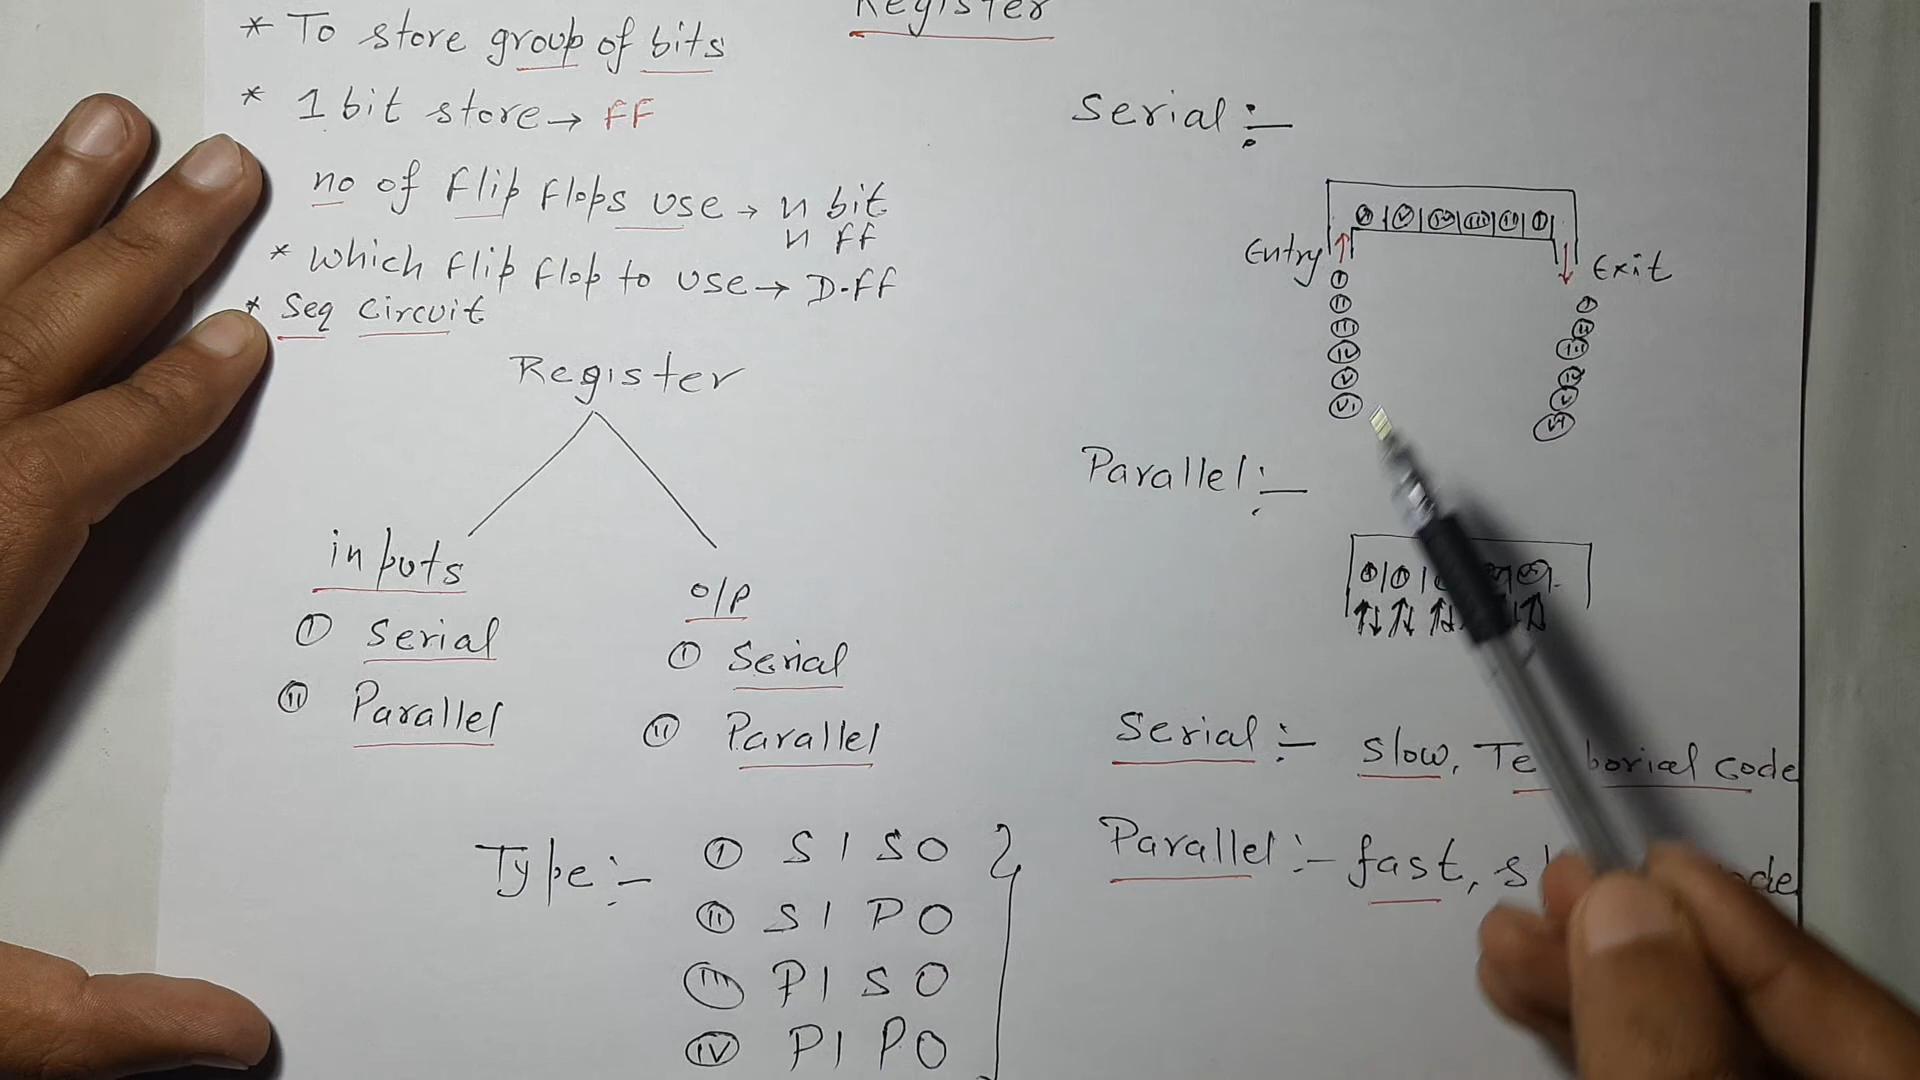 Register
* To store group of bits
* 1 bit store → FF
no of flip flops use → n bit
n ff
* which flip flop to use → D-ff
* Seq Circuit
Register
inputs
① Serial
② Parallel
O/P
① Serial
② Parallel
Type:-
① SISO
② SIPO
③ PISO
④ PIPO
Serial:-
Entry
Exit
Parallel:-
Serial:- slow, code
Parallel:- fast,